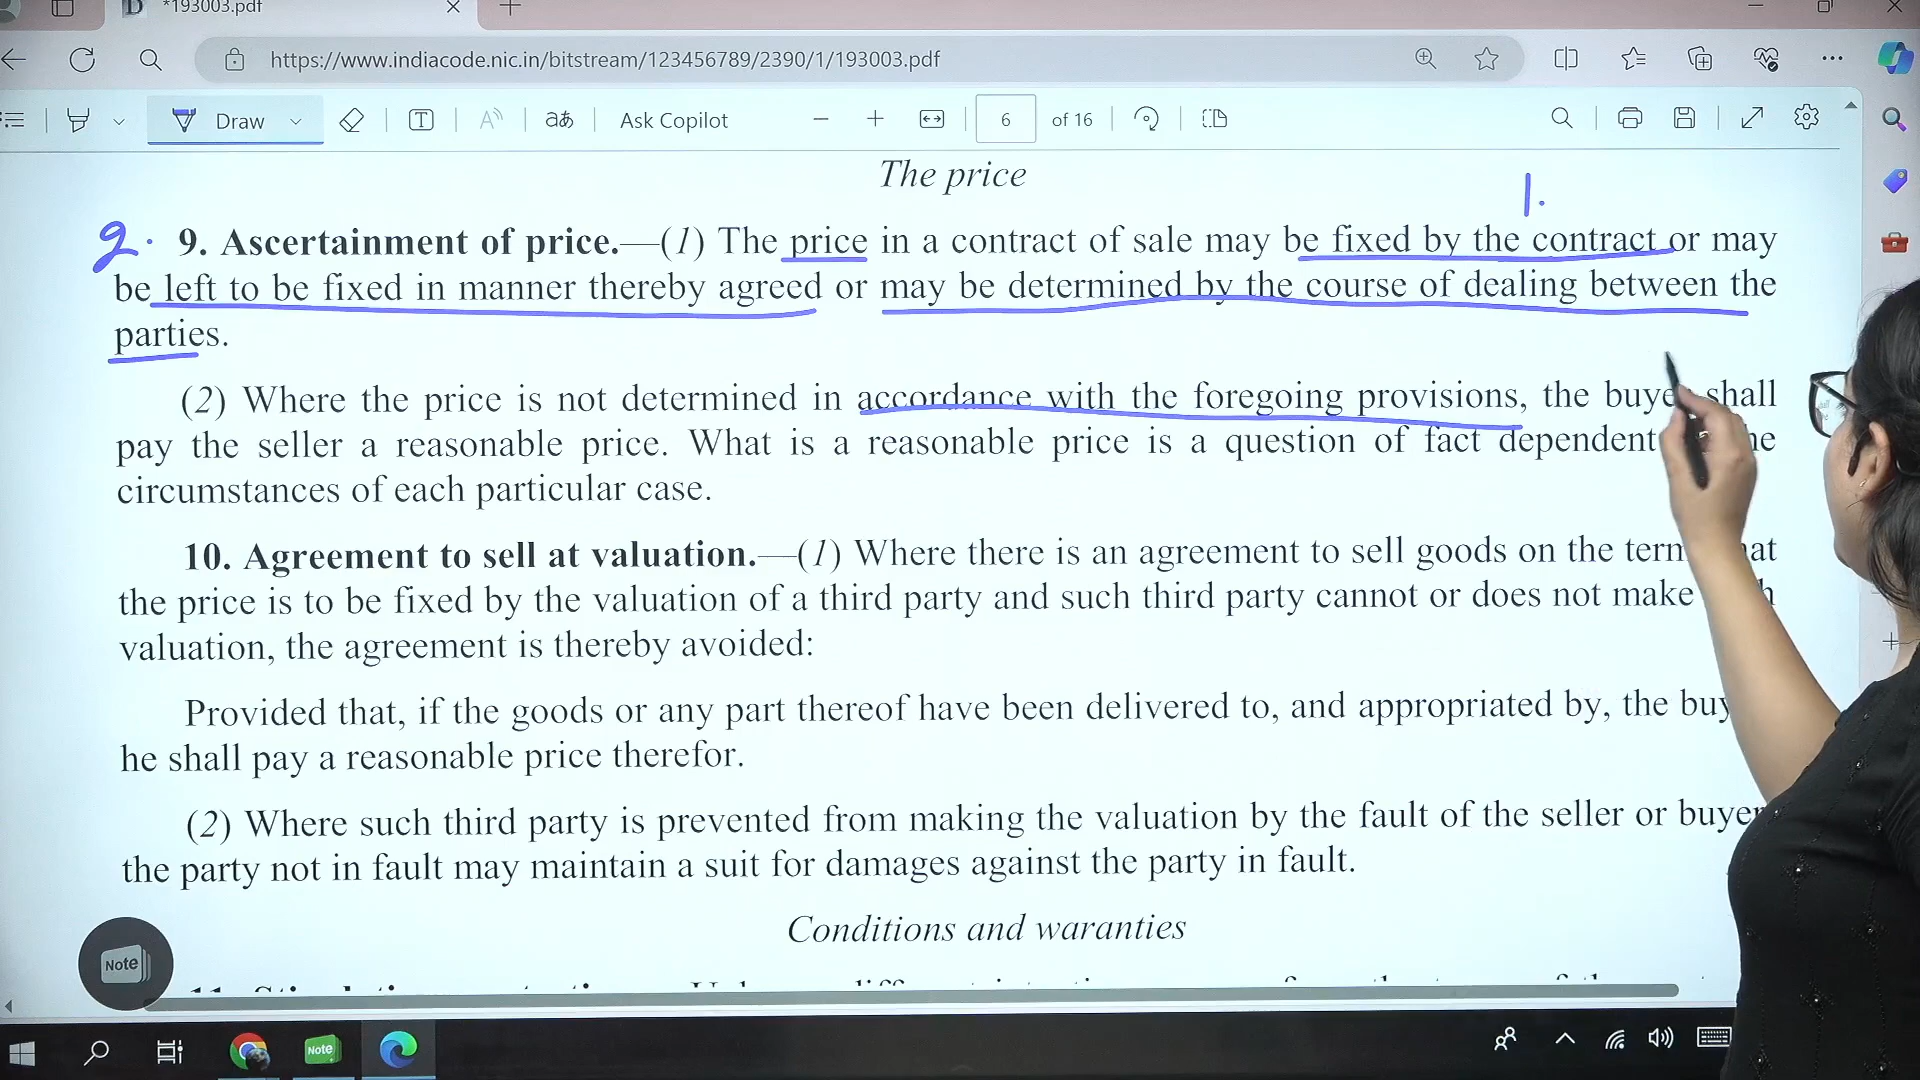 *193003.pdf
https://www.indiacode.nic.in/bitstream/123456789/2390/1/193003.pdf
Draw
Ask Copilot
6 of 16
The price
1.
2. 9. Ascertainment of price.—(1) The price in a contract of sale may be fixed by the contract or may
be left to be fixed in manner thereby agreed or may be determined by the course of dealing between the
parties.
(2) Where the price is not determined in accordance with the foregoing provisions, the buyer shall
pay the seller a reasonable price. What is a reasonable price is a question of fact dependent
circumstances of each particular case.
10. Agreement to sell at valuation.—(1) Where there is an agreement to sell goods on the
the price is to be fixed by the valuation of a third party and such third party cannot or does not make
valuation, the agreement is thereby avoided:
Provided that, if the goods or any part thereof have been delivered to, and appropriated by, the
he shall pay a reasonable price therefor.
(2) Where such third party is prevented from making the valuation by the fault of the seller or buyer
the party not in fault may maintain a suit for damages against the party in fault.
Conditions and waranties
Note
Note